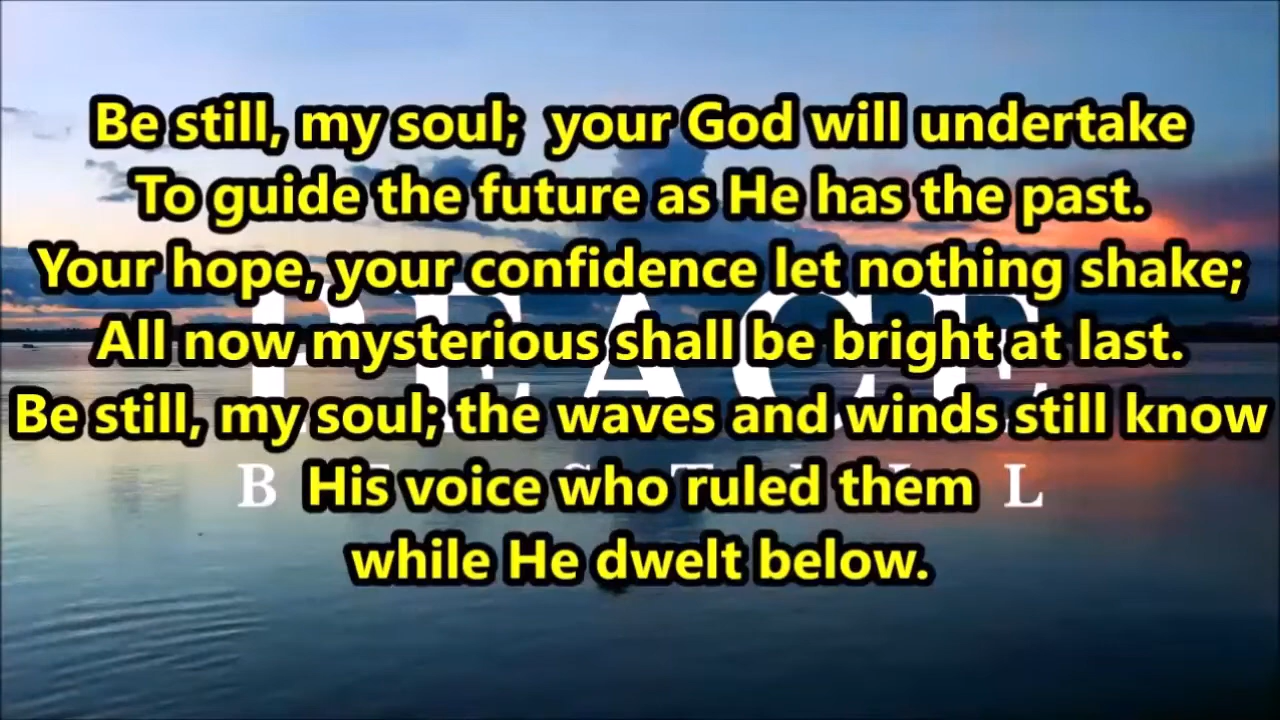 Be still, my soul; your God will undertake
To guide the future as He has the past.
Your hope, your confidence let nothing shake;
PEACE
All now mysterious shall be bright at last.
Be still, my soul; the waves and winds still know
His voice who ruled them
while He dwelt below.